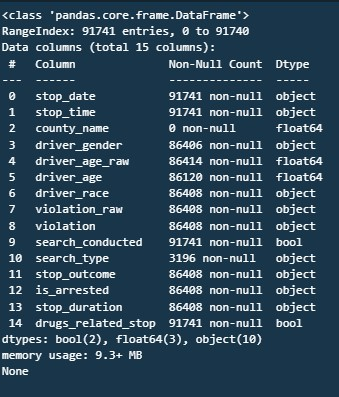 <class 'pandas.core.frame.DataFrame'>
RangeIndex: 91741 entries, 0 to 91740
Data columns (total 15 columns):
 #   Column              Non-Null Count  Dtype
---  ------              --------------  -----
 0   stop_date           91741 non-null  object
 1   stop_time           91741 non-null  object
 2   county_name         0 non-null      float64
 3   driver_gender       86406 non-null  object
 4   driver_age_raw      86414 non-null  float64
 5   driver_age          86120 non-null  float64
 6   driver_race         86408 non-null  object
 7   violation_raw       86408 non-null  object
 8   violation           86408 non-null  object
 9   search_conducted    91741 non-null  bool
 10  search_type         3196 non-null   object
 11  stop_outcome        86408 non-null  object
 12  is_arrested         86408 non-null  object
 13  stop_duration       86408 non-null  object
 14  drugs_related_stop  91741 non-null  bool
dtypes: bool(2), float64(3), object(10)
memory usage: 9.3+ MB
None